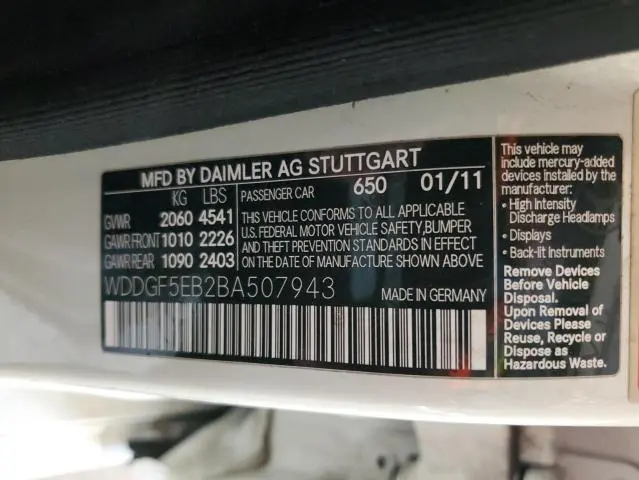 MFD BY DAIMLER AG STUTTGART
KG LBS
GVWR 2060 4541
GAWR FRONT 1010 2226
GAWR REAR 1090 2403
PASSENGER CAR 650 01/11
THIS VEHICLE CONFORMS TO ALL APPLICABLE
U.S. FEDERAL MOTOR VEHICLE SAFETY, BUMPER
AND THEFT PREVENTION STANDARDS IN EFFECT
ON THE DATE OF MANUFACTURE SHOWN ABOVE
WDDGF5EB2BA507943
MADE IN GERMANY
This vehicle may
include mercury-added
devices installed by the
manufacturer:
• High Intensity
Discharge Headlamps
• Displays
• Back-lit Instruments
Remove Devices
Before Vehicle
Disposal.
Upon Removal of
Devices Please
Reuse, Recycle or
Dispose as
Hazardous Waste.